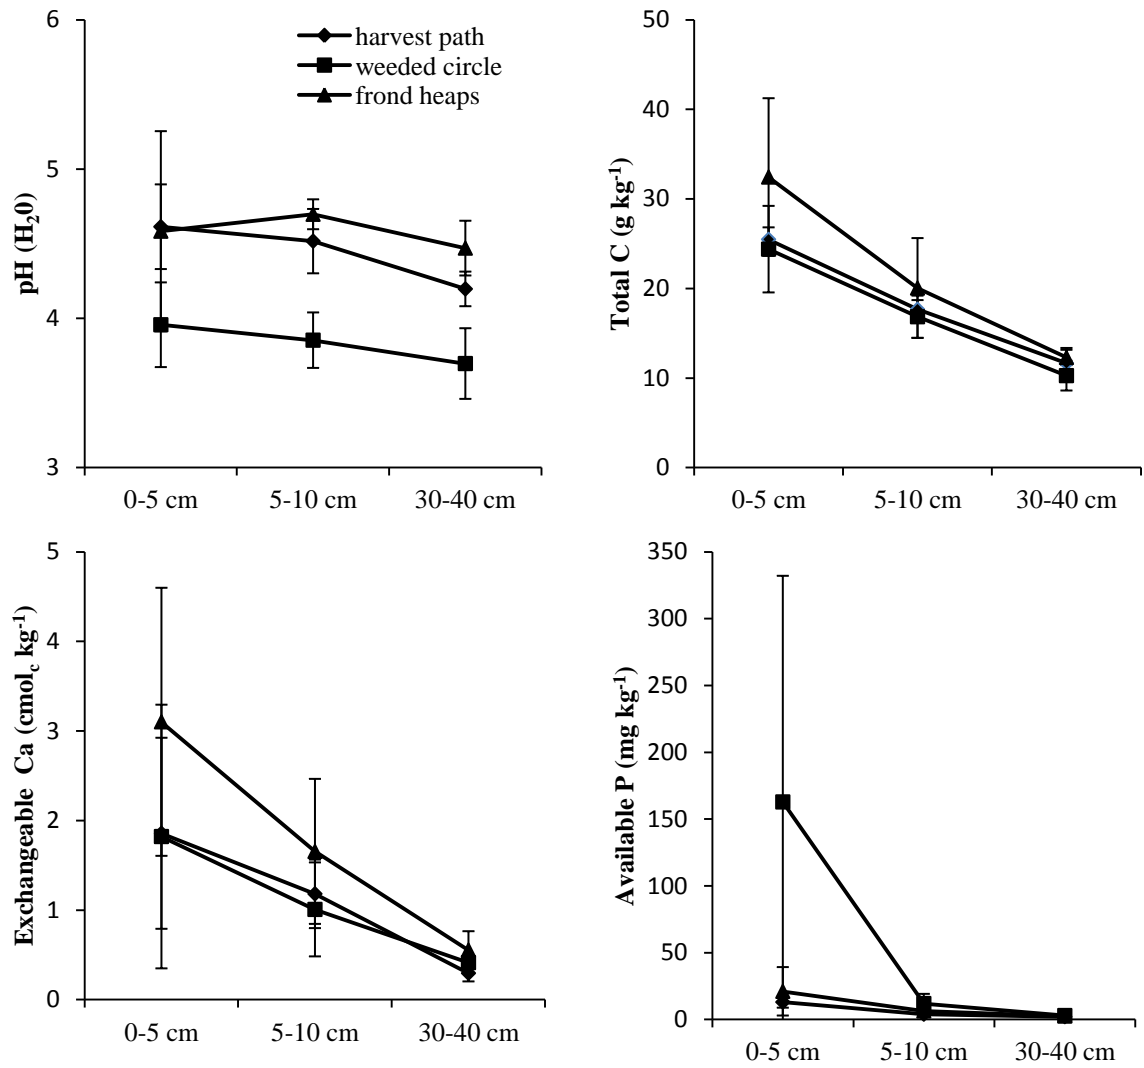 6
5
4
3
pH (H₂0)
harvest path
weeded circle
frond heaps
0-5 cm
5-10 cm
30-40 cm
50
40
30
20
10
0
Total C (g kg⁻¹)
0-5 cm
5-10 cm
30-40 cm
5
4
3
2
1
0
Exchangeable Ca (cmol꜀ kg⁻¹)
0-5 cm
5-10 cm
30-40 cm
350
300
250
200
150
100
50
0
Available P (mg kg⁻¹)
0-5 cm
5-10 cm
30-40 cm